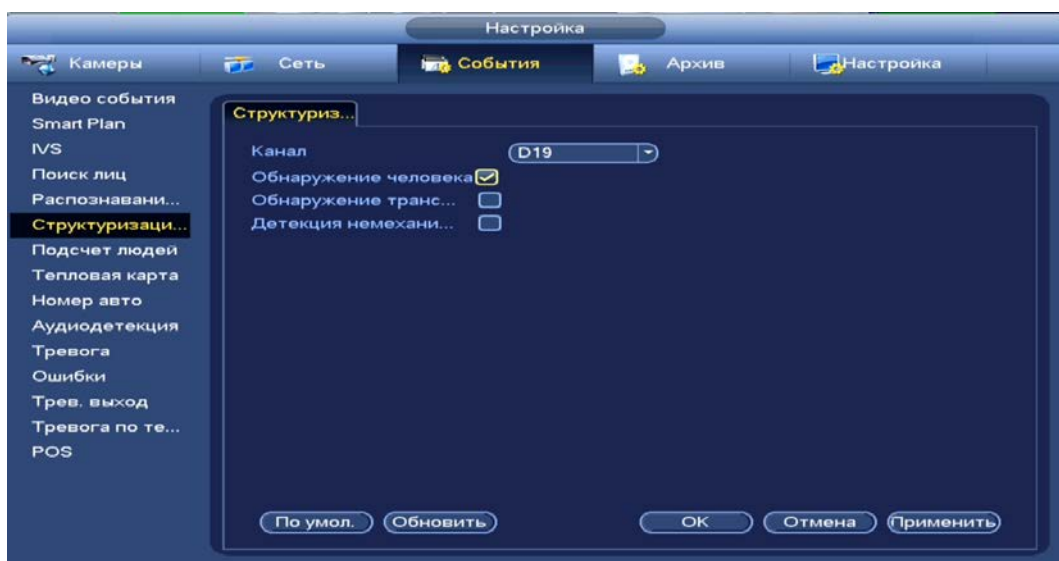 Настройка
Камеры Сеть События Архив Настройка
Видео события
Smart Plan
IVS
Поиск лиц
Распознавани...
Структуризаци...
Подсчет людей
Тепловая карта
Номер авто
Аудиодетекция
Тревога
Ошибки
Трев. выход
Тревога по те...
POS
Структуриз...
Канал D19
Обнаружение человека
Обнаружение транс...
Детекция немехани...
По умол. Обновить OK Отмена Применить